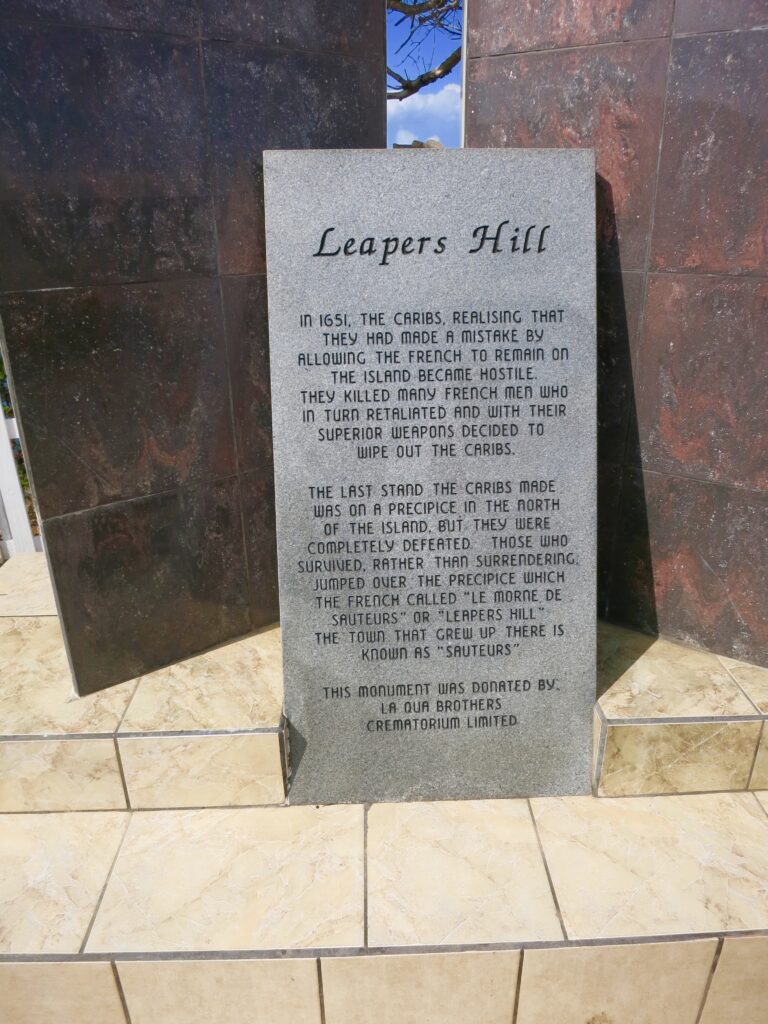 Leapers Hill
IN 1651, THE CARIBS, REALISING THAT
THEY HAD MADE A MISTAKE BY
ALLOWING THE FRENCH TO REMAIN ON
THE ISLAND BECAME HOSTILE.
THEY KILLED MANY FRENCH MEN WHO
IN TURN RETALIATED AND WITH THEIR
SUPERIOR WEAPONS DECIDED TO
WIPE OUT THE CARIBS.
THE LAST STAND THE CARIBS MADE
WAS ON A PRECIPICE IN THE NORTH
OF THE ISLAND, BUT THEY WERE
COMPLETELY DEFEATED. THOSE WHO
SURVIVED, RATHER THAN SURRENDERING,
JUMPED OVER THE PRECIPICE WHICH
THE FRENCH CALLED "LE MORNE DE
SAUTEURS" OR "LEAPERS HILL".
THE TOWN THAT GREW UP THERE IS
KNOWN AS "SAUTEURS"
THIS MONUMENT WAS DONATED BY:
LA QUA BROTHERS
CREMATORIUM LIMITED